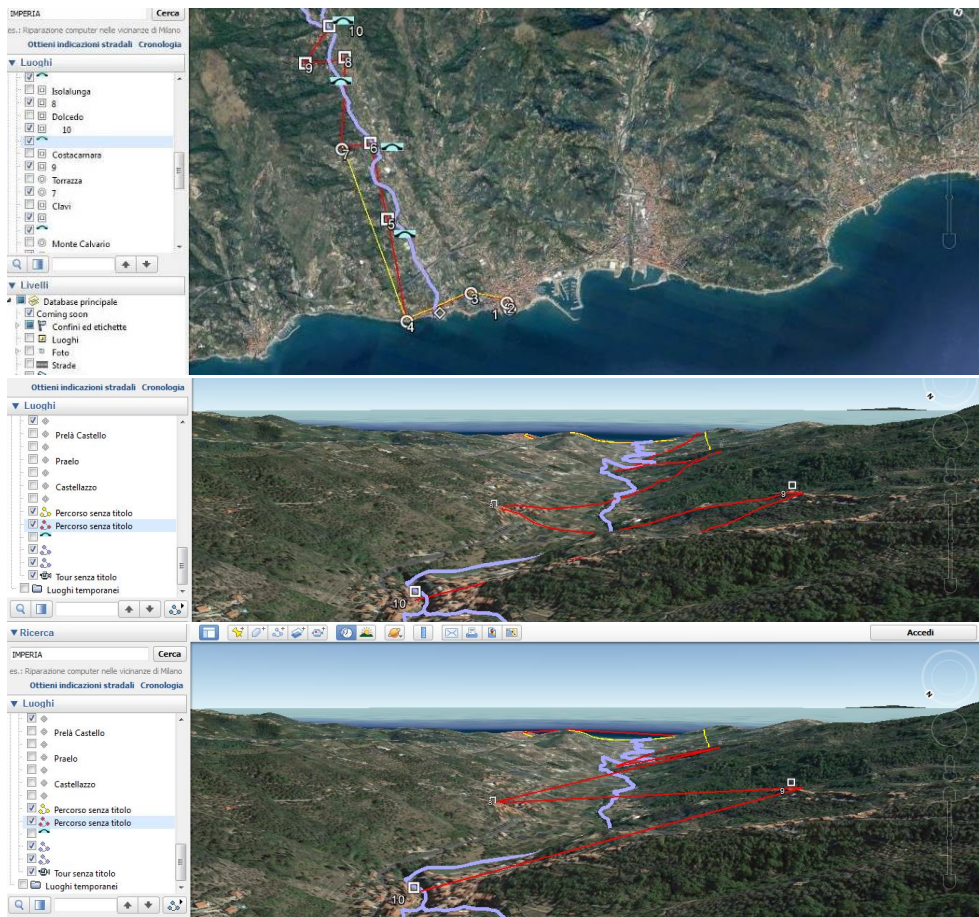 IMPERIA Cerca
es.: Riparazione computer nelle vicinanze di Milano
Ottieni indicazioni stradali Cronologia
Luoghi
Isolalunga
8
Dolcedo
10
Costacamara
9
Torrazza
7
Clavi
Monte Calvario
Livelli
Database principale
Coming soon
Confini ed etichette
Luoghi
Foto
Strade
10
9
8
7
6
5
3
1
2
4
Ottieni indicazioni stradali Cronologia
Luoghi
Prelà Castello
Praelo
Castellazzo
Percorso senza titolo
Percorso senza titolo
Tour senza titolo
Luoghi temporanei
9
10
N
Ricerca
Accedi
IMPERIA Cerca
es.: Riparazione computer nelle vicinanze di Milano
Ottieni indicazioni stradali Cronologia
Luoghi
Prelà Castello
Praelo
Castellazzo
Percorso senza titolo
Percorso senza titolo
Tour senza titolo
Luoghi temporanei
9
10
N